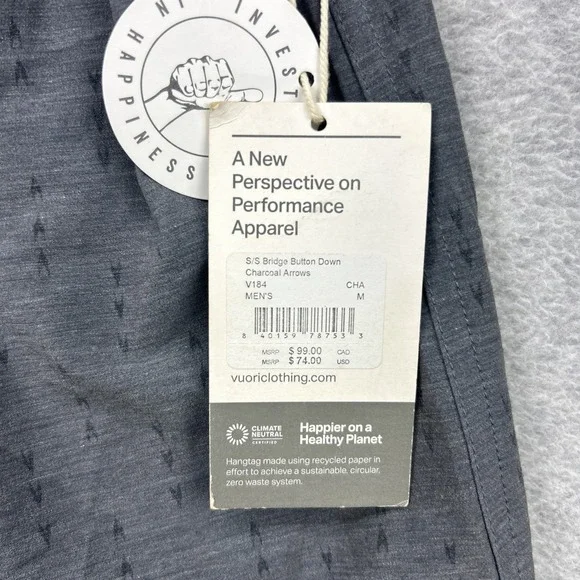 INVEST
IN HAPPINESS
A New
Perspective on
Performance
Apparel
S/S Bridge Button Down
Charcoal Arrows
V184 CHA
MEN'S M
8 40159 78733 3
MSRP $ 99.00 CAD
MSRP $ 74.00 USD
vuoriclothing.com
CLIMATE
NEUTRAL
CERTIFIED
Happier on a
Healthy Planet
Hangtag made using recycled paper in
effort to achieve a sustainable, circular,
zero waste system.